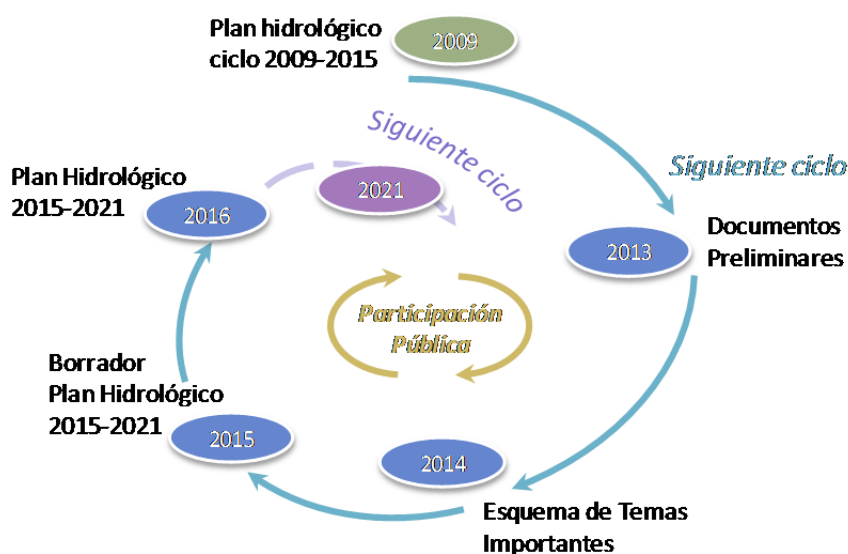 Plan hidrológico
ciclo 2009-2015
2009
Siguiente ciclo
Siguiente ciclo
2021
Plan Hidrológico
2015-2021
2016
2013
Documentos
Preliminares
Participación
Pública
Borrador
Plan Hidrológico
2015-2021
2015
2014
Esquema de Temas
Importantes